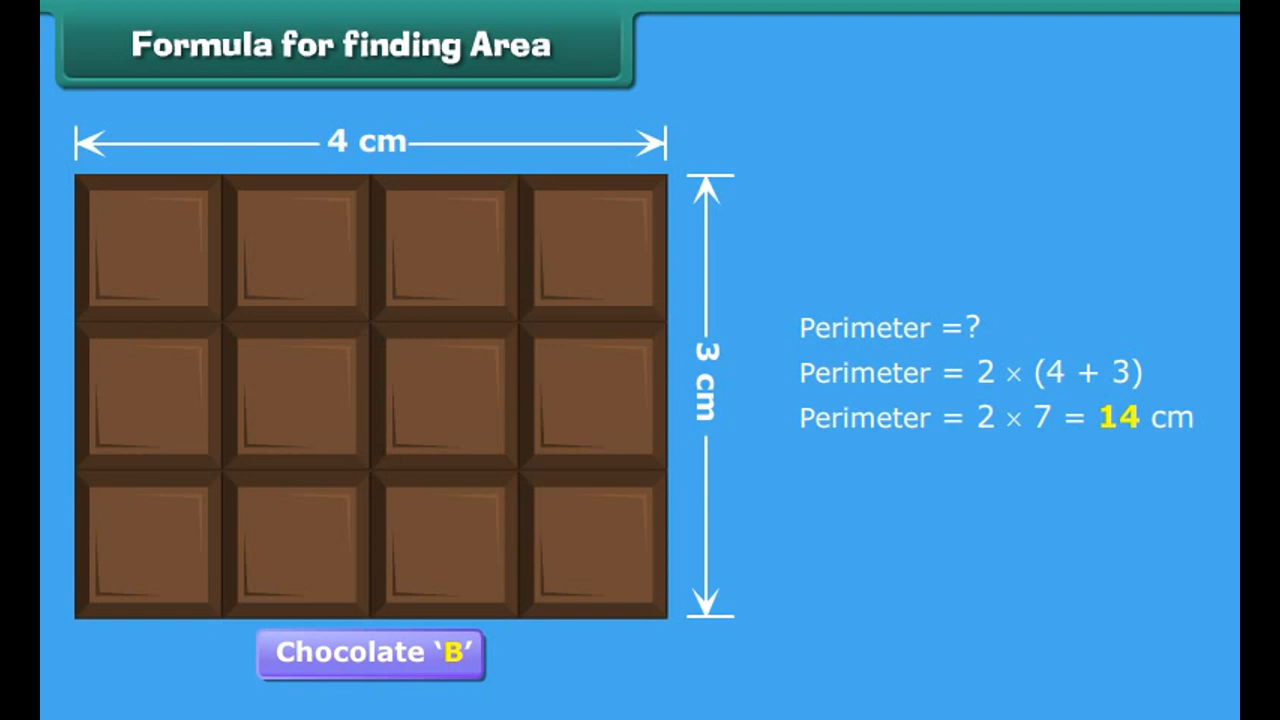 Formula for finding Area
4 cm
3 cm
Perimeter =?
Perimeter = 2 × (4 + 3)
Perimeter = 2 × 7 = 14 cm
Chocolate ‘B’